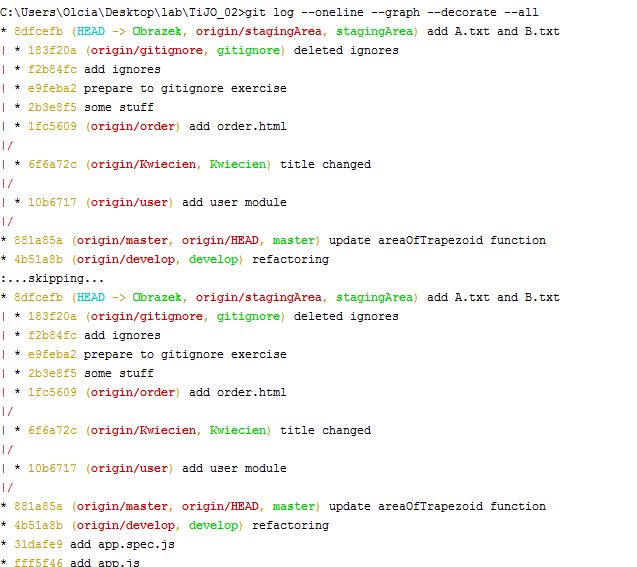 C:\Users\Olcia\Desktop\lab\TiJO_02>git log --oneline --graph --decorate --all
* 8dfcefb (HEAD -> Obrazek, origin/stagingArea, stagingArea) add A.txt and B.txt
| * 183f20a (origin/gitignore, gitignore) deleted ignores
| * f2b84fc add ignores
| * e9feba2 prepare to gitignore exercise
| * 2b3e8f5 some stuff
| * 1fc5609 (origin/order) add order.html
|/
| * 6f6a72c (origin/Kwiecien, Kwiecien) title changed
|/
| * 10b6717 (origin/user) add user module
|/
* 881a85a (origin/master, origin/HEAD, master) update areaOfTrapezoid function
* 4b51a8b (origin/develop, develop) refactoring
:...skipping...
* 8dfcefb (HEAD -> Obrazek, origin/stagingArea, stagingArea) add A.txt and B.txt
| * 183f20a (origin/gitignore, gitignore) deleted ignores
| * f2b84fc add ignores
| * e9feba2 prepare to gitignore exercise
| * 2b3e8f5 some stuff
| * 1fc5609 (origin/order) add order.html
|/
| * 6f6a72c (origin/Kwiecien, Kwiecien) title changed
|/
| * 10b6717 (origin/user) add user module
|/
* 881a85a (origin/master, origin/HEAD, master) update areaOfTrapezoid function
* 4b51a8b (origin/develop, develop) refactoring
* 31dafe9 add app.spec.js
* fff5f46 add app.js